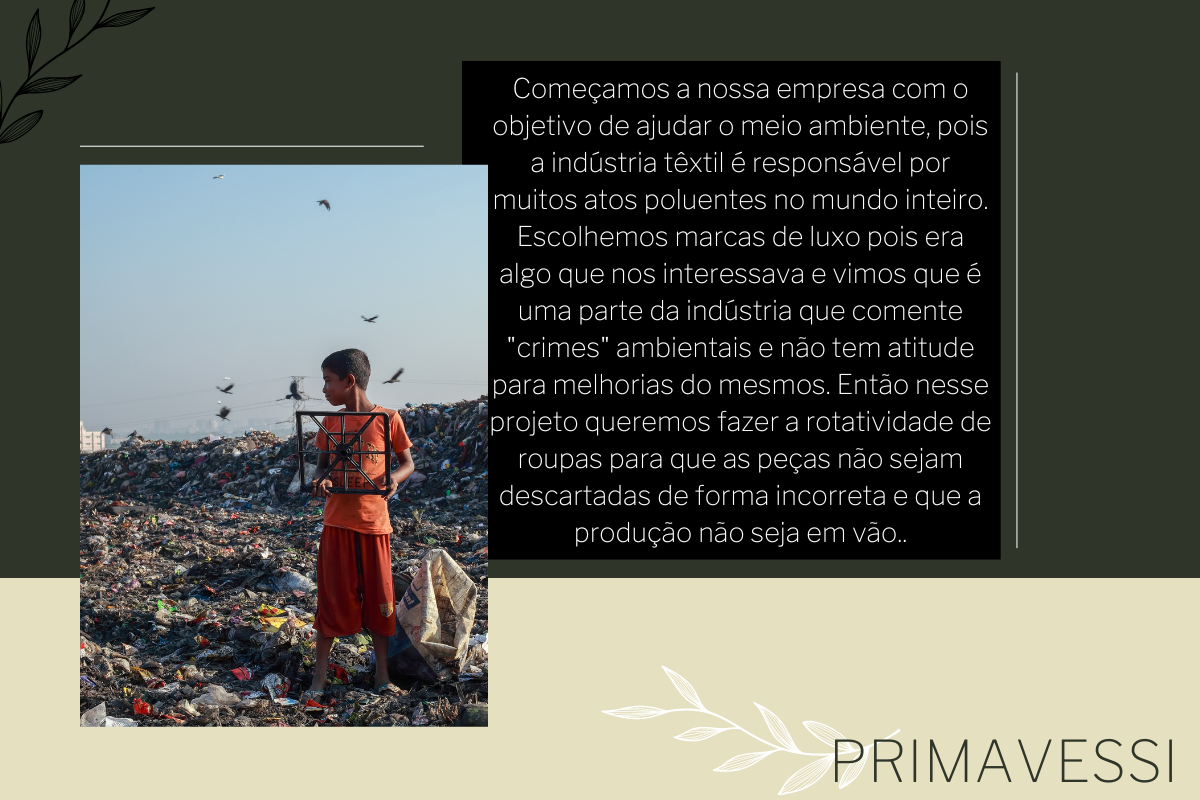 Começamos a nossa empresa com o
objetivo de ajudar o meio ambiente, pois
a indústria têxtil é responsável por
muitos atos poluentes no mundo inteiro.
Escolhemos marcas de luxo pois era
algo que nos interessava e vimos que é
uma parte da indústria que comente
"crimes" ambientais e não tem atitude
para melhorias do mesmos. Então nesse
projeto queremos fazer a rotatividade de
roupas para que as peças não sejam
descartadas de forma incorreta e que a
produção não seja em vão..
PRIMAVESSI